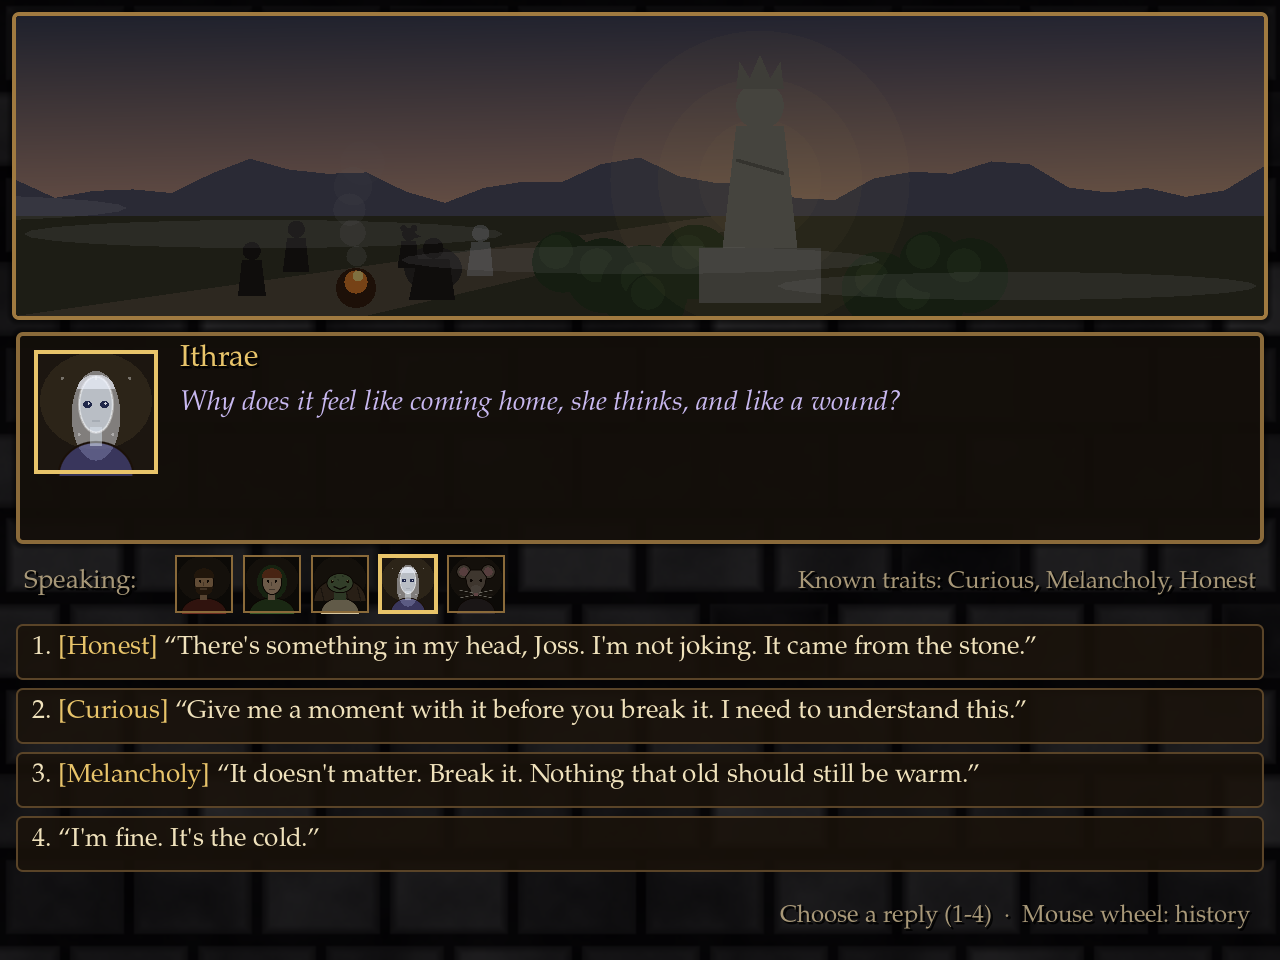 Ithrae
Why does it feel like coming home, she thinks, and like a wound?
Speaking:
Known traits: Curious, Melancholy, Honest
1. [Honest] “There's something in my head, Joss. I'm not joking. It came from the stone.”
2. [Curious] “Give me a moment with it before you break it. I need to understand this.”
3. [Melancholy] “It doesn't matter. Break it. Nothing that old should still be warm.”
4. “I'm fine. It's the cold.”
Choose a reply (1-4) · Mouse wheel: history